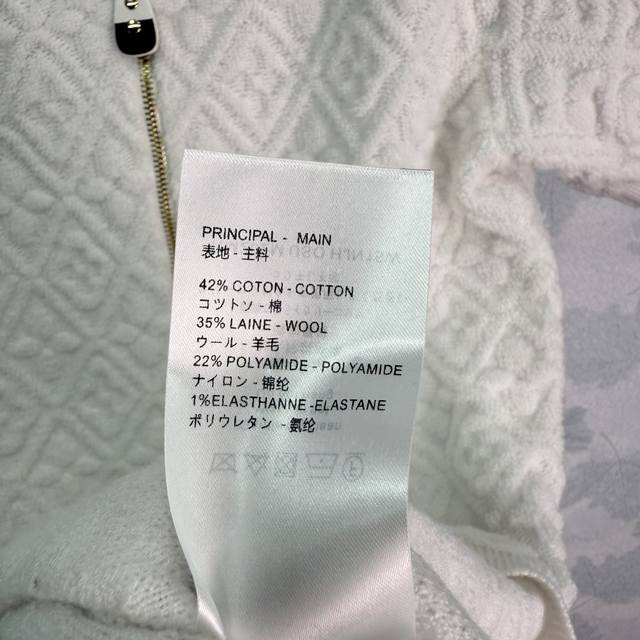 PRINCIPAL - MAIN
表地 - 主料
42% COTON - COTTON
コツトソ - 棉
35% LAINE - WOOL
ウール - 羊毛
22% POLYAMIDE - POLYAMIDE
ナイロン - 锦纶
1%ELASTHANNE -ELASTANE
ポリウレタン - 氨纶